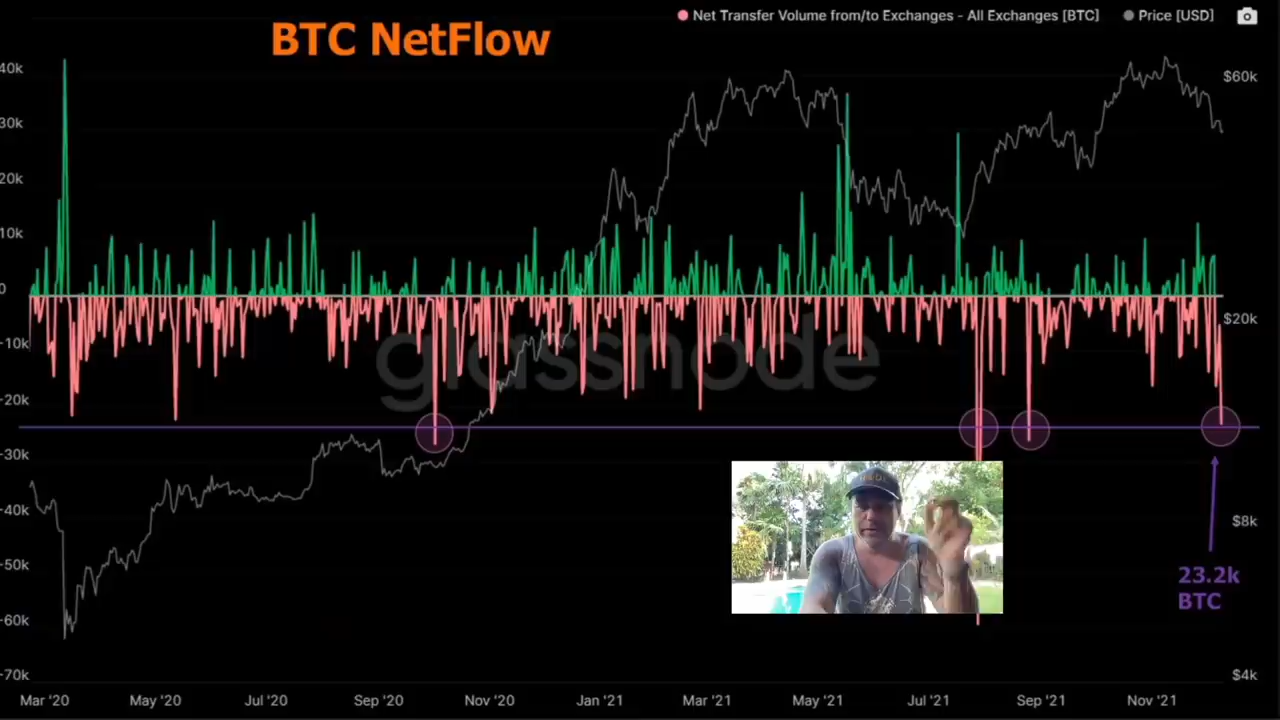 Net Transfer Volume from/to Exchanges - All Exchanges [BTC]
Price [USD]
BTC NetFlow
40k
30k
20k
10k
0
-10k
-20k
-30k
-40k
-50k
-60k
-70k
$60k
$20k
$8k
$4k
glassnode
23.2k
BTC
Mar '20
May '20
Jul '20
Sep '20
Nov '20
Jan '21
Mar '21
May '21
Jul '21
Sep '21
Nov '21